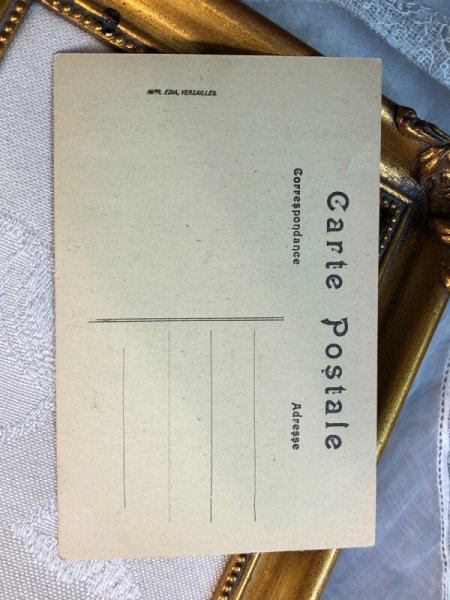 Carte Postale
Correspondance
Adresse
IMPR. EDIA, VERSAILLES.